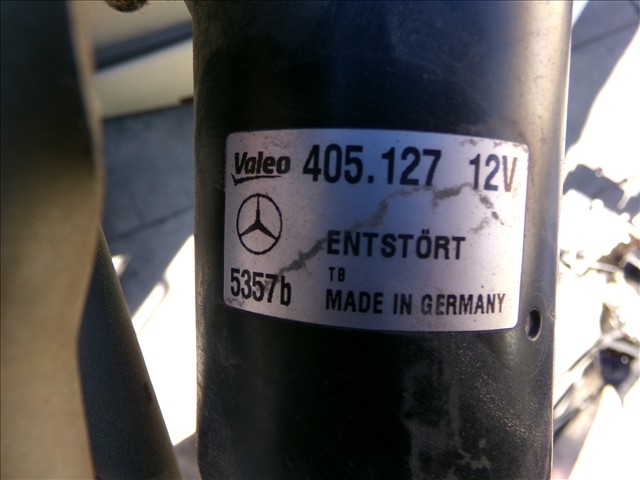 Valeo 405.127 12V
ENTSTÖRT
TB
5357b MADE IN GERMANY